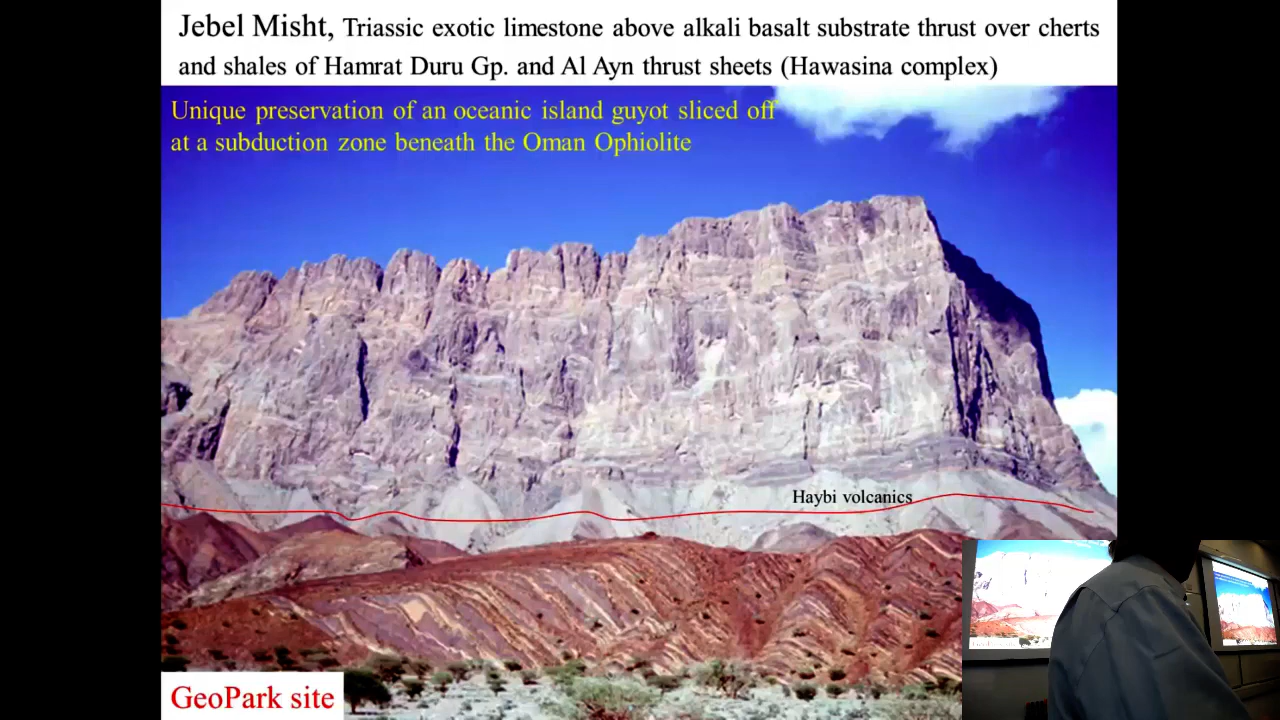 Jebel Misht, Triassic exotic limestone above alkali basalt substrate thrust over cherts
and shales of Hamrat Duru Gp. and Al Ayn thrust sheets (Hawasina complex)
Unique preservation of an oceanic island guyot sliced off
at a subduction zone beneath the Oman Ophiolite
Haybi volcanics
GeoPark site